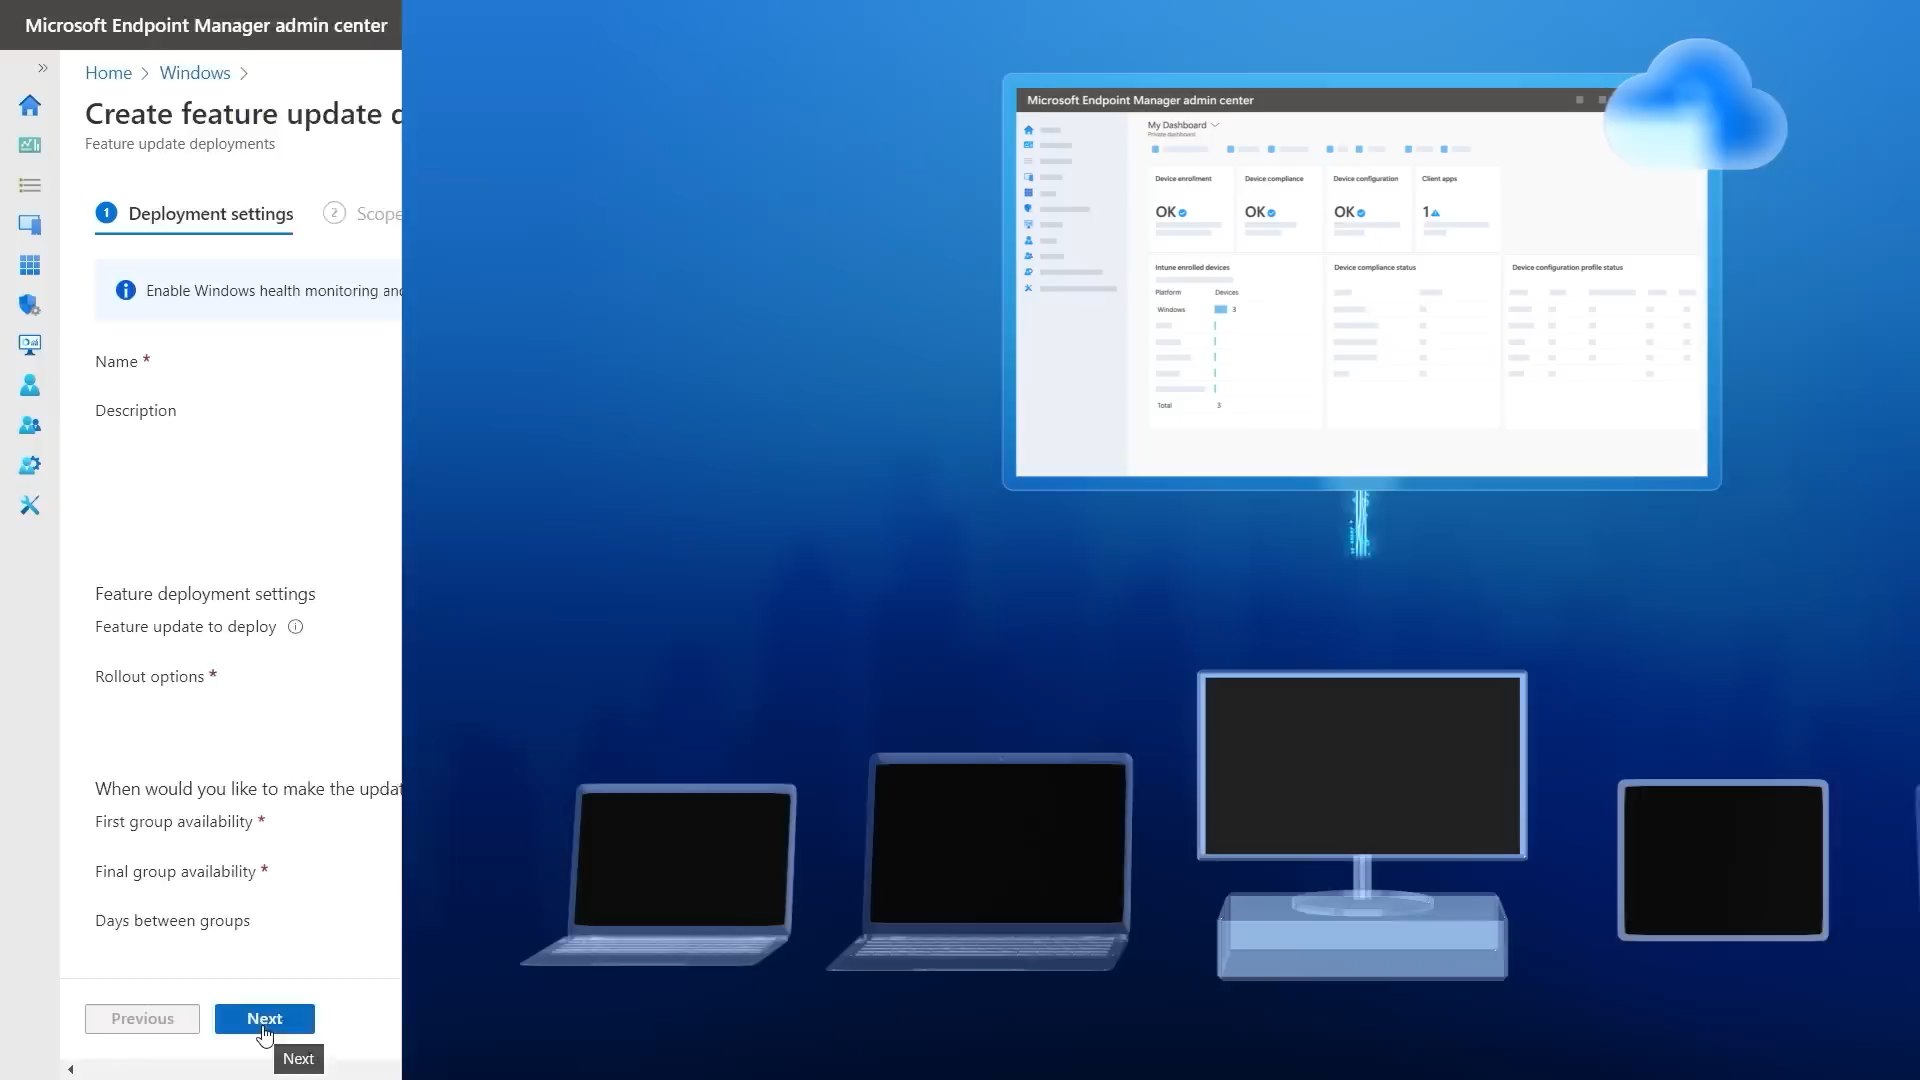 Microsoft Endpoint Manager admin center
Home > Windows >
Create feature update d
Feature update deployments
1 Deployment settings 2 Scope
Enable Windows health monitoring and
Name *
Description
Feature deployment settings
Feature update to deploy
Rollout options *
When would you like to make the updat
First group availability *
Final group availability *
Days between groups
Previous
Next
Next
Microsoft Endpoint Manager admin center
My Dashboard
Private dashboard
Device enrollment
Device compliance
Device configuration
Client apps
OK
OK
OK
1
Intune enrolled devices
Platform Devices
Windows 3
Total 3
Device compliance status
Device configuration profile status